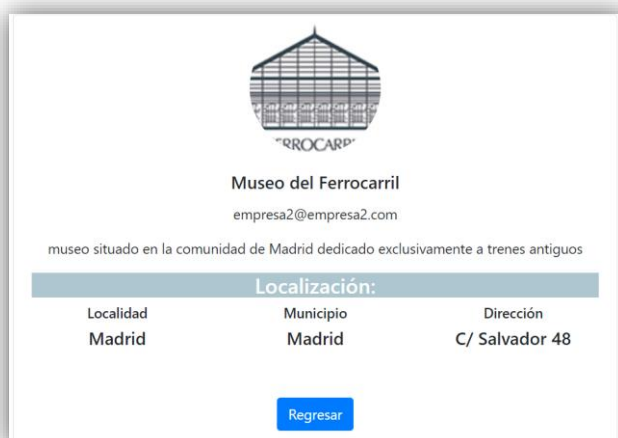 Museo del Ferrocarril
empresa2@empresa2.com
museo situado en la comunidad de Madrid dedicado exclusivamente a trenes antiguos
Localización:
Localidad Municipio Dirección
Madrid Madrid C/ Salvador 48
Regresar